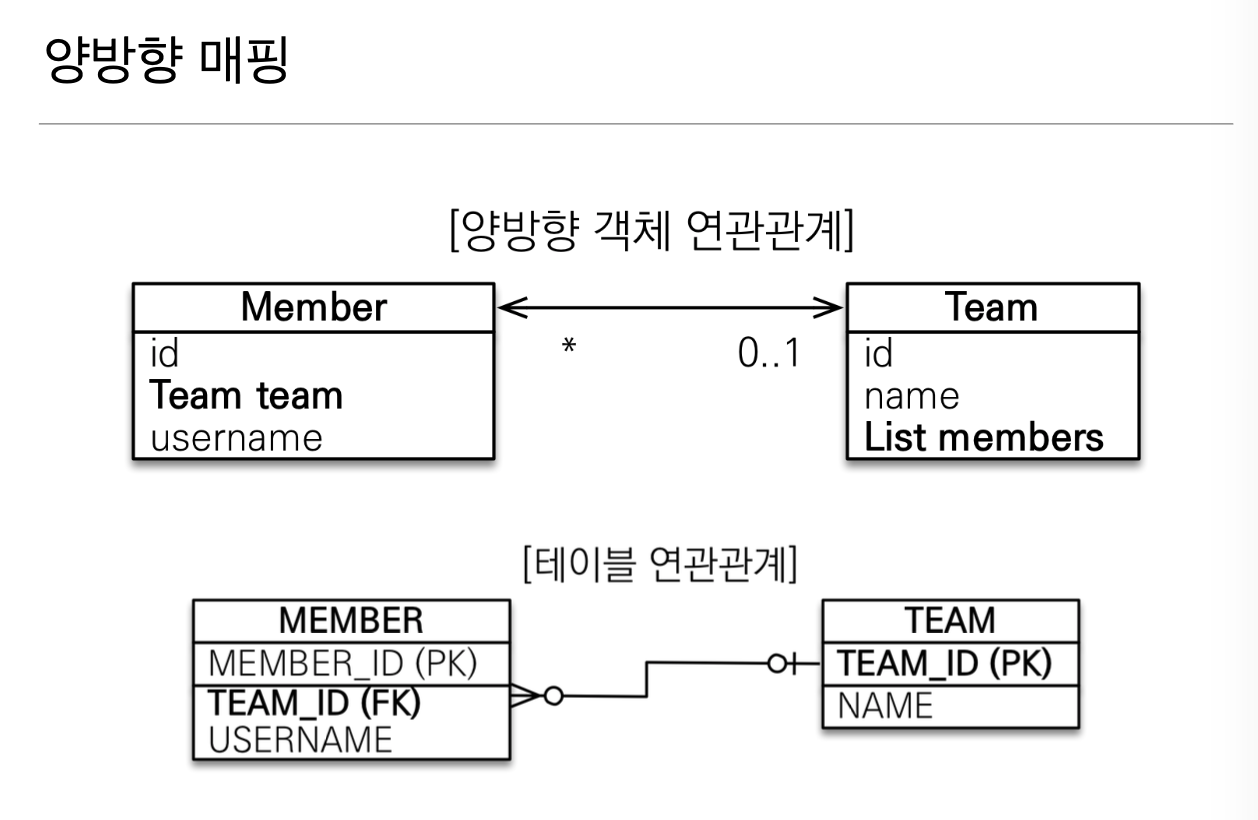 양방향 매핑
[양방향 객체 연관관계]
Member
id
Team team
username
*
0..1
Team
id
name
List members
[테이블 연관관계]
MEMBER
MEMBER_ID (PK)
TEAM_ID (FK)
USERNAME
TEAM
TEAM_ID (PK)
NAME